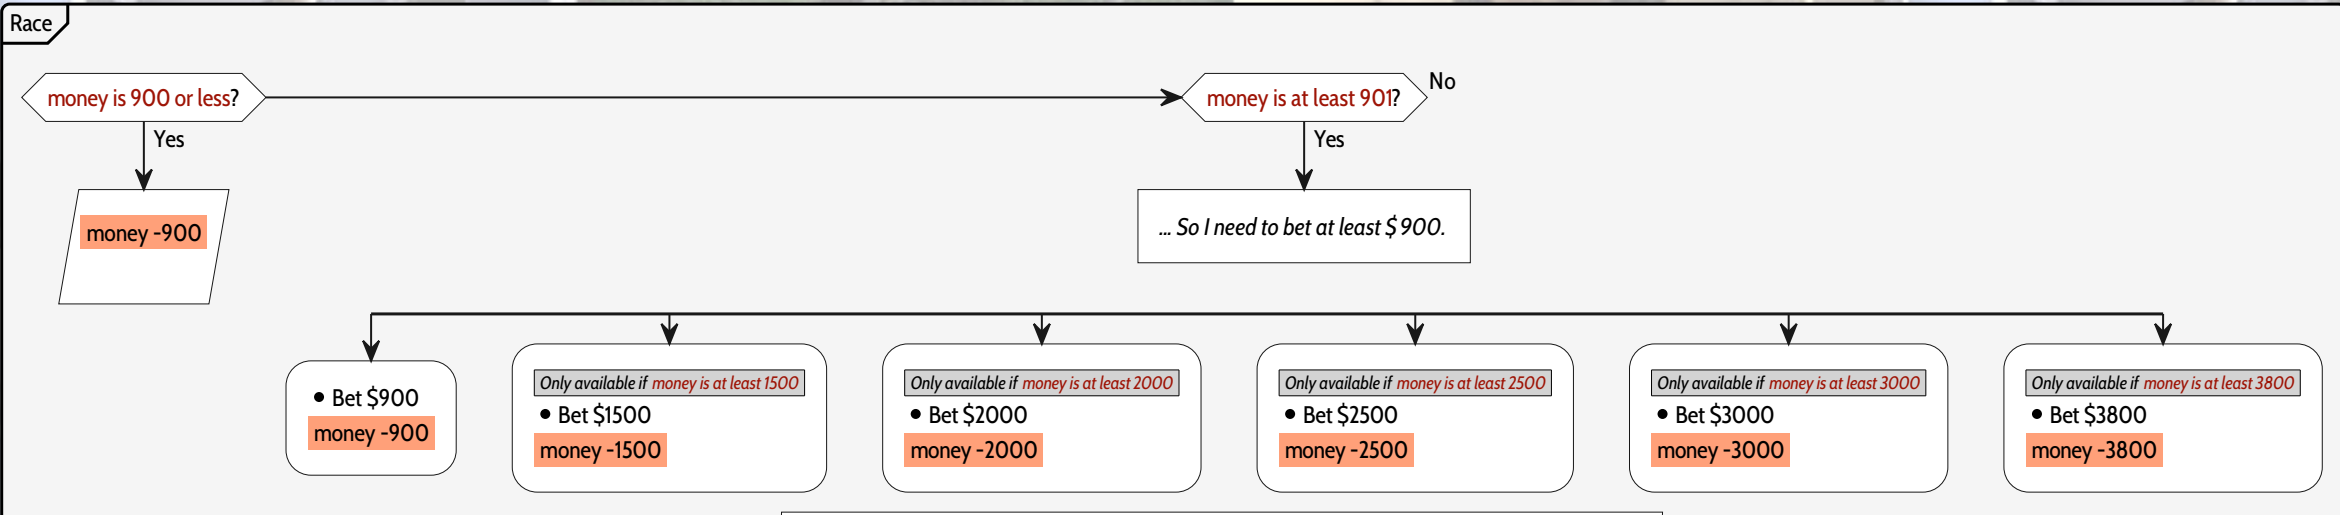 Race
money is 900 or less?
money is at least 901?
No
Yes
Yes
money -900
... So I need to bet at least $900.
• Bet $900
money -900
Only available if money is at least 1500
• Bet $1500
money -1500
Only available if money is at least 2000
• Bet $2000
money -2000
Only available if money is at least 2500
• Bet $2500
money -2500
Only available if money is at least 3000
• Bet $3000
money -3000
Only available if money is at least 3800
• Bet $3800
money -3800